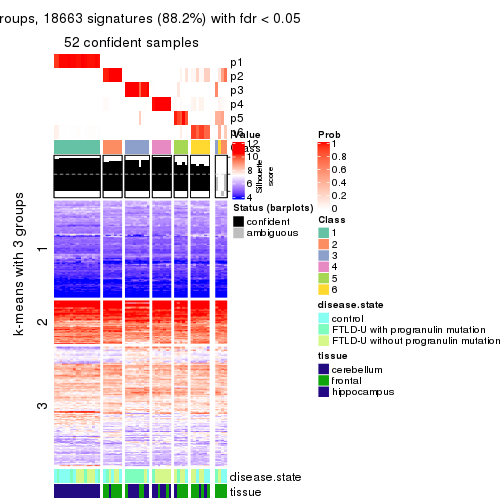 roups, 18663 signatures (88.2%) with fdr < 0.05
52 confident samples
p1
p2
p3
p4
p5
p6
Class
k-means with 3 groups
1
2
3
disease.state
tissue
Value
12
10
8
6
4
Silhouette
score
Status (barplots)
confident
ambiguous
Prob
1
0.8
0.6
0.4
0.2
0
Class
1
2
3
4
5
6
disease.state
control
FTLD-U with progranulin mutation
FTLD-U without progranulin mutation
tissue
cerebellum
frontal
hippocampus